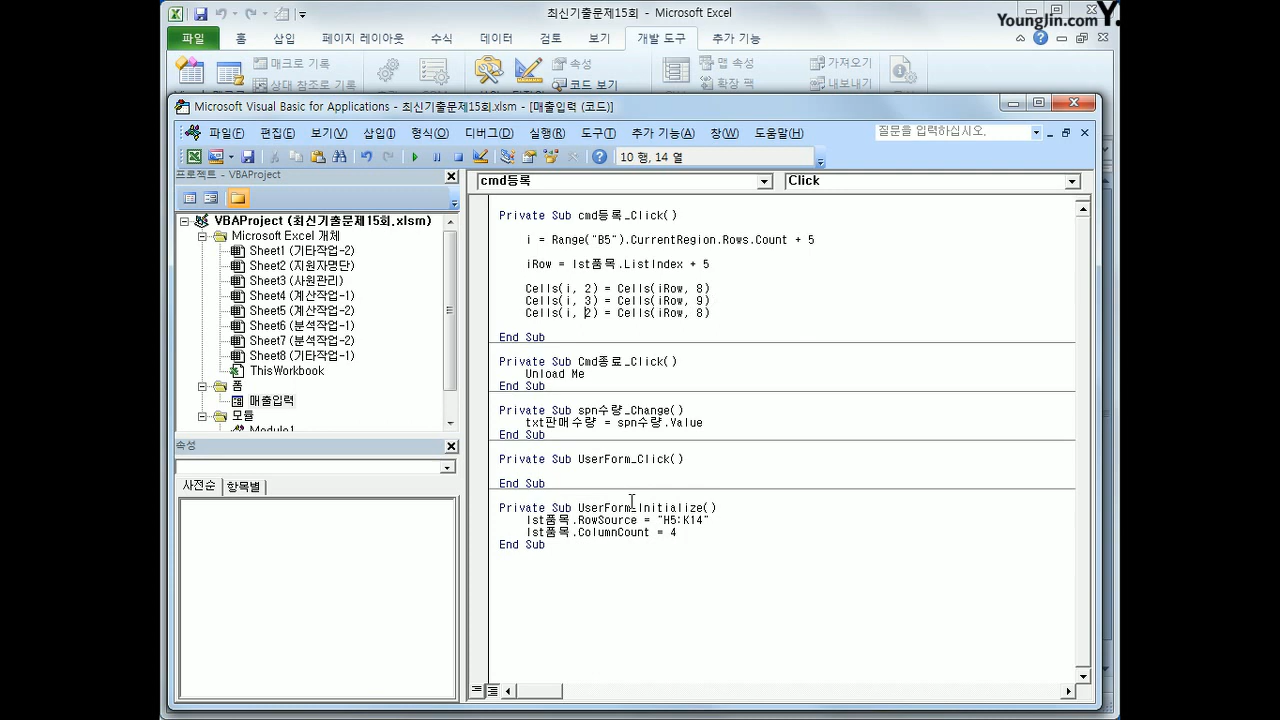 최신기출문제15회 - Microsoft Excel
YoungJin.com
파일 홈 삽입 페이지 레이아웃 수식 데이터 검토 보기 개발 도구 추가 기능
매크로 기록 속성 맵 속성 가져오기
상대 참조로 기록 코드 보기 확장 팩 내보내기
Microsoft Visual Basic for Applications - 최신기출문제15회.xlsm - [매출입력 (코드)]
파일(F) 편집(E) 보기(V) 삽입(I) 형식(O) 디버그(D) 실행(R) 도구(T) 추가 기능(A) 창(W) 도움말(H) 질문을 입력하십시오.
10 행, 14 열
프로젝트 - VBAProject
cmd등록 Click
VBAProject (최신기출문제15회.xlsm)
Microsoft Excel 개체
Sheet1 (기타작업-2)
Sheet2 (지원자명단)
Sheet3 (사원관리)
Sheet4 (계산작업-1)
Sheet5 (계산작업-2)
Sheet6 (분석작업-1)
Sheet7 (분석작업-2)
Sheet8 (기타작업-1)
ThisWorkbook
폼
매출입력
모듈
Module1
속성
사전순 항목별
Private Sub cmd등록_Click()
i = Range("B5").CurrentRegion.Rows.Count + 5
iRow = lst품목.ListIndex + 5
Cells(i, 2) = Cells(iRow, 8)
Cells(i, 3) = Cells(iRow, 9)
Cells(i, 2) = Cells(iRow, 8)
End Sub
Private Sub Cmd종료_Click()
Unload Me
End Sub
Private Sub spn수량_Change()
txt판매수량 = spn수량.Value
End Sub
Private Sub UserForm_Click()
End Sub
Private Sub UserForm_Initialize()
lst품목.RowSource = "H5:K14"
lst품목.ColumnCount = 4
End Sub